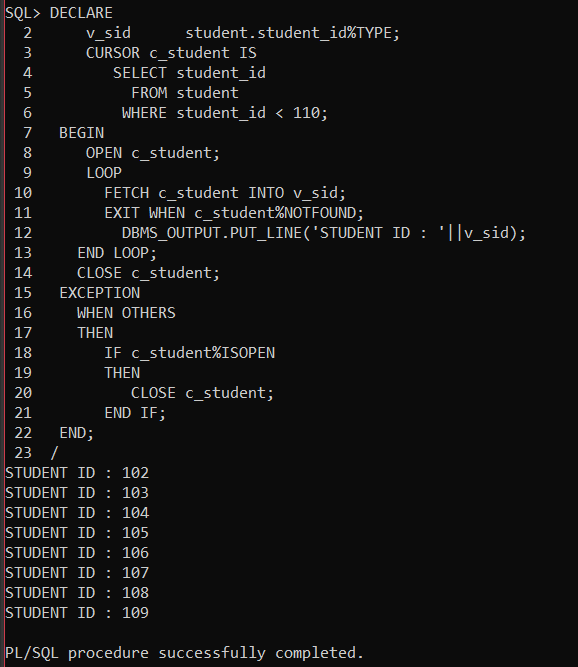 SQL> DECLARE
  2      v_sid      student.student_id%TYPE;
  3      CURSOR c_student IS
  4         SELECT student_id
  5           FROM student
  6          WHERE student_id < 110;
  7   BEGIN
  8      OPEN c_student;
  9      LOOP
 10        FETCH c_student INTO v_sid;
 11        EXIT WHEN c_student%NOTFOUND;
 12          DBMS_OUTPUT.PUT_LINE('STUDENT ID : '||v_sid);
 13     END LOOP;
 14     CLOSE c_student;
 15   EXCEPTION
 16     WHEN OTHERS
 17     THEN
 18        IF c_student%ISOPEN
 19        THEN
 20           CLOSE c_student;
 21        END IF;
 22   END;
 23  /
STUDENT ID : 102
STUDENT ID : 103
STUDENT ID : 104
STUDENT ID : 105
STUDENT ID : 106
STUDENT ID : 107
STUDENT ID : 108
STUDENT ID : 109

PL/SQL procedure successfully completed.